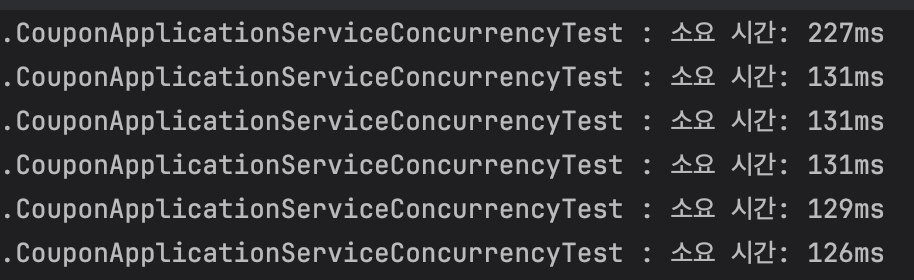 .CouponApplicationServiceConcurrencyTest : 소요 시간: 227ms
.CouponApplicationServiceConcurrencyTest : 소요 시간: 131ms
.CouponApplicationServiceConcurrencyTest : 소요 시간: 131ms
.CouponApplicationServiceConcurrencyTest : 소요 시간: 131ms
.CouponApplicationServiceConcurrencyTest : 소요 시간: 129ms
.CouponApplicationServiceConcurrencyTest : 소요 시간: 126ms